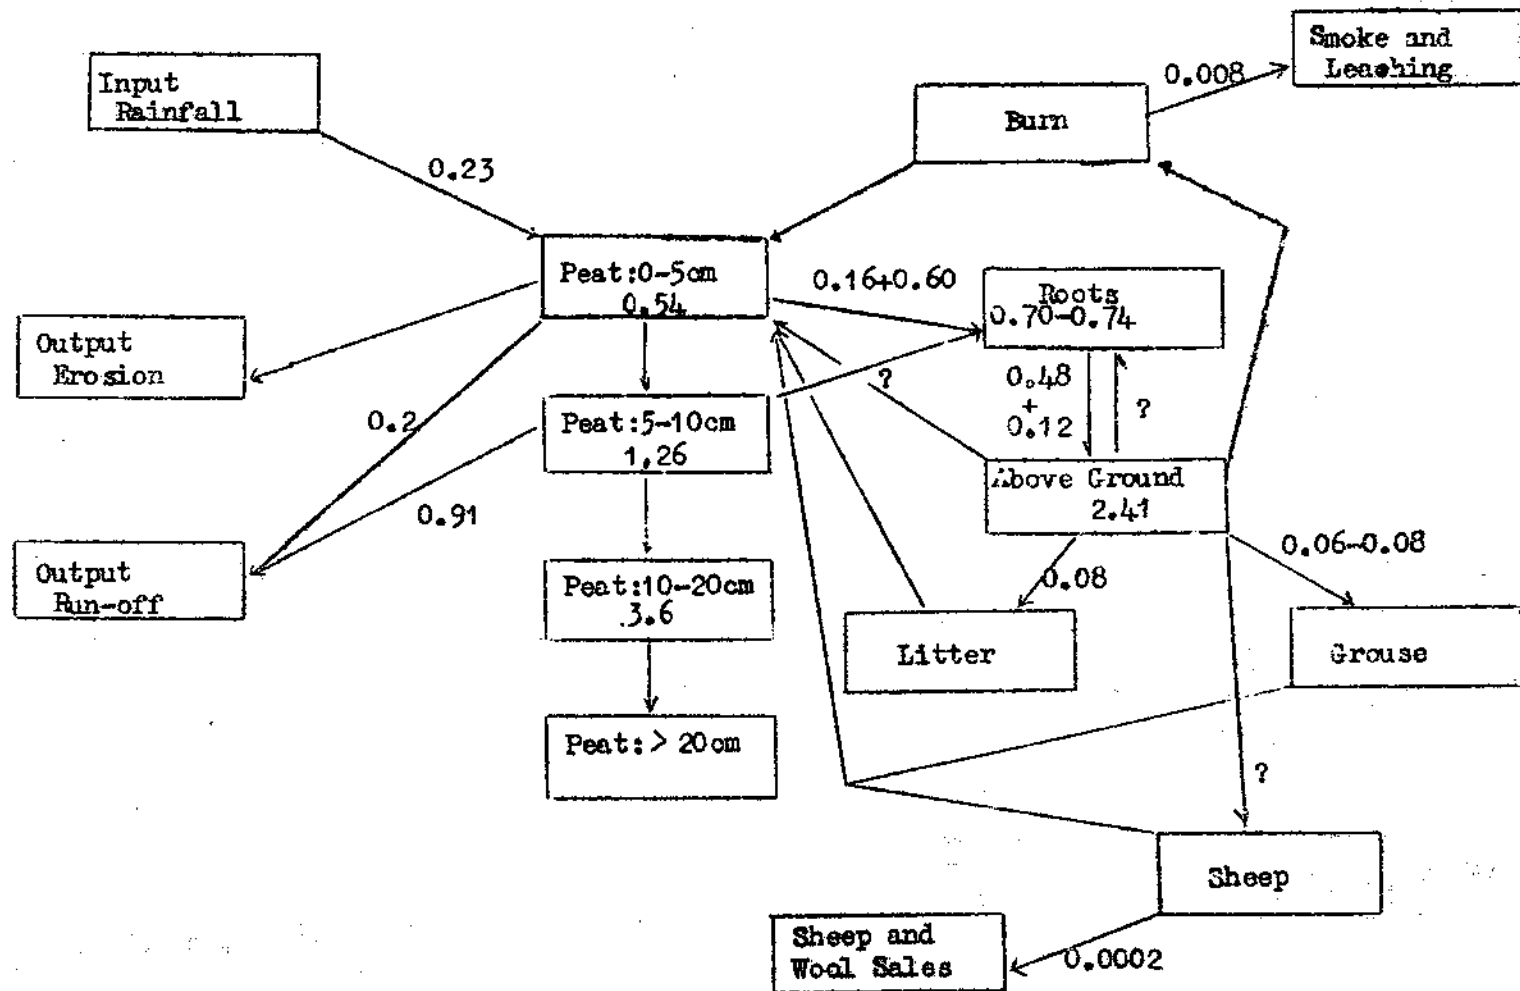 Smoke and
Leaching
0.008
Input
Rainfall
Burn
0.23
Peat:0-5cm
0.54
0.16+0.60
Roots
0.70-0.74
Output
Erosion
0.48
+
0.12
?
?
0.2
Peat:5-10cm
1.26
Above Ground
2.41
0.91
0.06-0.08
Output
Run-off
Peat:10-20cm
3.6
0.08
Litter
Grouse
Peat:> 20cm
?
Sheep
Sheep and
Wool Sales
0.0002